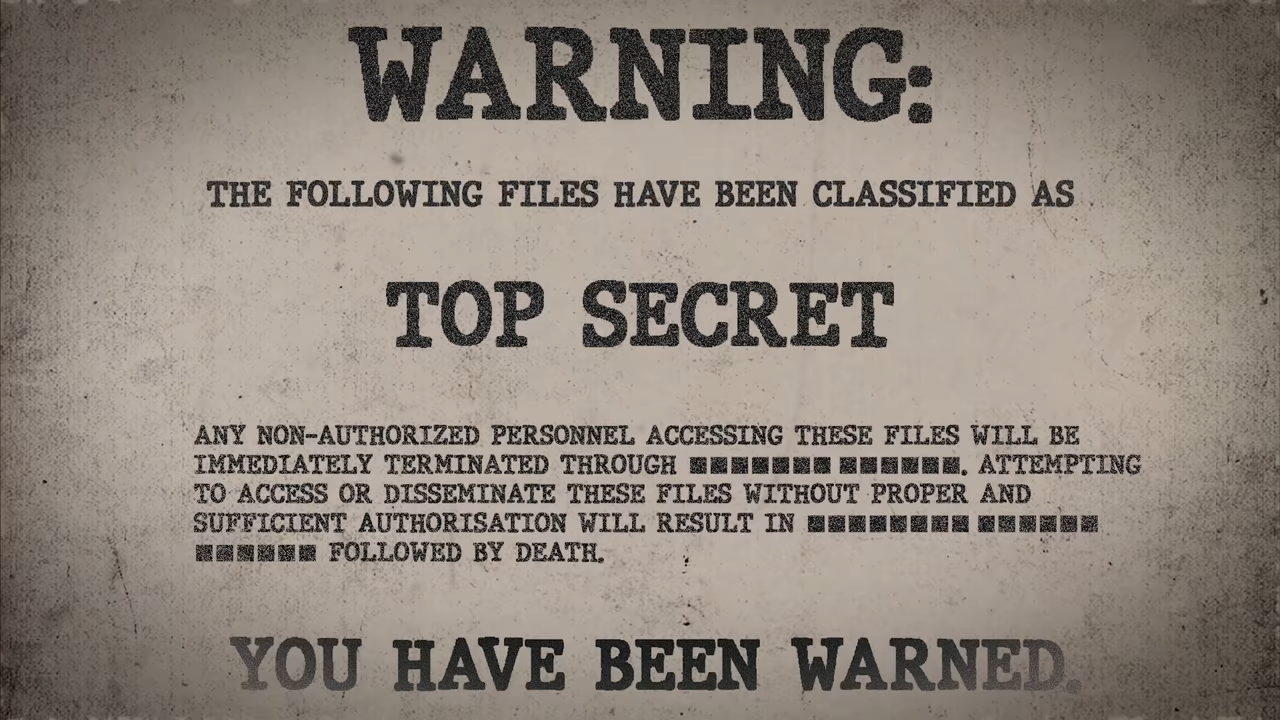 WARNING:
THE FOLLOWING FILES HAVE BEEN CLASSIFIED AS
TOP SECRET
ANY NON-AUTHORIZED PERSONNEL ACCESSING THESE FILES WILL BE
IMMEDIATELY TERMINATED THROUGH ■■■■■■■ ■■■■■■. ATTEMPTING
TO ACCESS OR DISSEMINATE THESE FILES WITHOUT PROPER AND
SUFFICIENT AUTHORISATION WILL RESULT IN ■■■■■■■■ ■■■■■■
■■■■■■ FOLLOWED BY DEATH.
YOU HAVE BEEN WARNED.